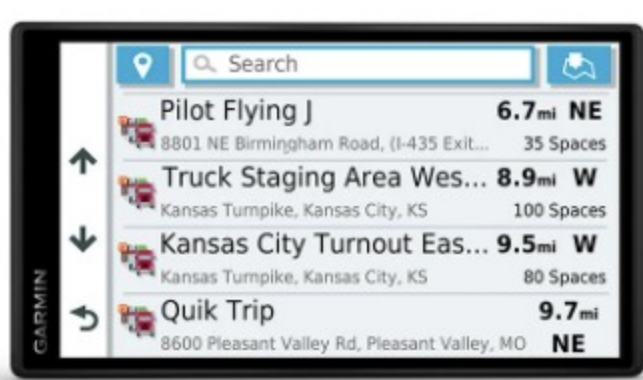 Search
Pilot Flying J 6.7mi NE
8801 NE Birmingham Road, (I-435 Exit... 35 Spaces
Truck Staging Area Wes... 8.9mi W
Kansas Turnpike, Kansas City, KS 100 Spaces
Kansas City Turnout Eas... 9.5mi W
Kansas Turnpike, Kansas City, KS 80 Spaces
Quik Trip 9.7mi
8600 Pleasant Valley Rd, Pleasant Valley, MO NE
GARMIN